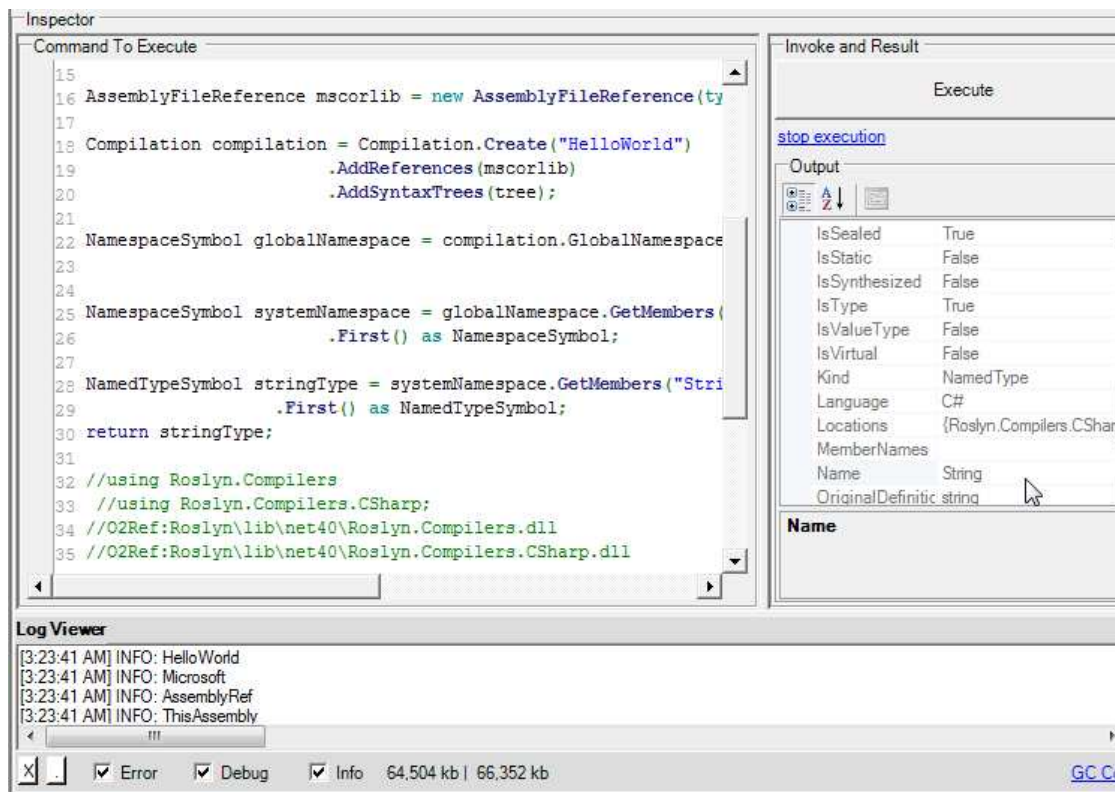 Inspector
Command To Execute
15
16 AssemblyFileReference mscorlib = new AssemblyFileReference(ty
17
18 Compilation compilation = Compilation.Create("HelloWorld")
19 .AddReferences(mscorlib)
20 .AddSyntaxTrees(tree);
21
22 NamespaceSymbol globalNamespace = compilation.GlobalNamespace
23
24
25 NamespaceSymbol systemNamespace = globalNamespace.GetMembers(
26 .First() as NamespaceSymbol;
27
28 NamedTypeSymbol stringType = systemNamespace.GetMembers("Stri
29 .First() as NamedTypeSymbol;
30 return stringType;
31
32 //using Roslyn.Compilers
33 //using Roslyn.Compilers.CSharp;
34 //O2Ref:Roslyn\lib\net40\Roslyn.Compilers.dll
35 //O2Ref:Roslyn\lib\net40\Roslyn.Compilers.CSharp.dll
Invoke and Result
Execute
stop execution
Output
IsSealed True
IsStatic False
IsSynthesized False
IsType True
IsValueType False
IsVirtual False
Kind NamedType
Language C#
Locations {Roslyn.Compilers.CShar
MemberNames
Name String
OriginalDefinitic string
Name
Log Viewer
[3:23:41 AM] INFO: HelloWorld
[3:23:41 AM] INFO: Microsoft
[3:23:41 AM] INFO: AssemblyRef
[3:23:41 AM] INFO: ThisAssembly
X . Error Debug Info 64,504 kb | 66,352 kb GC Co